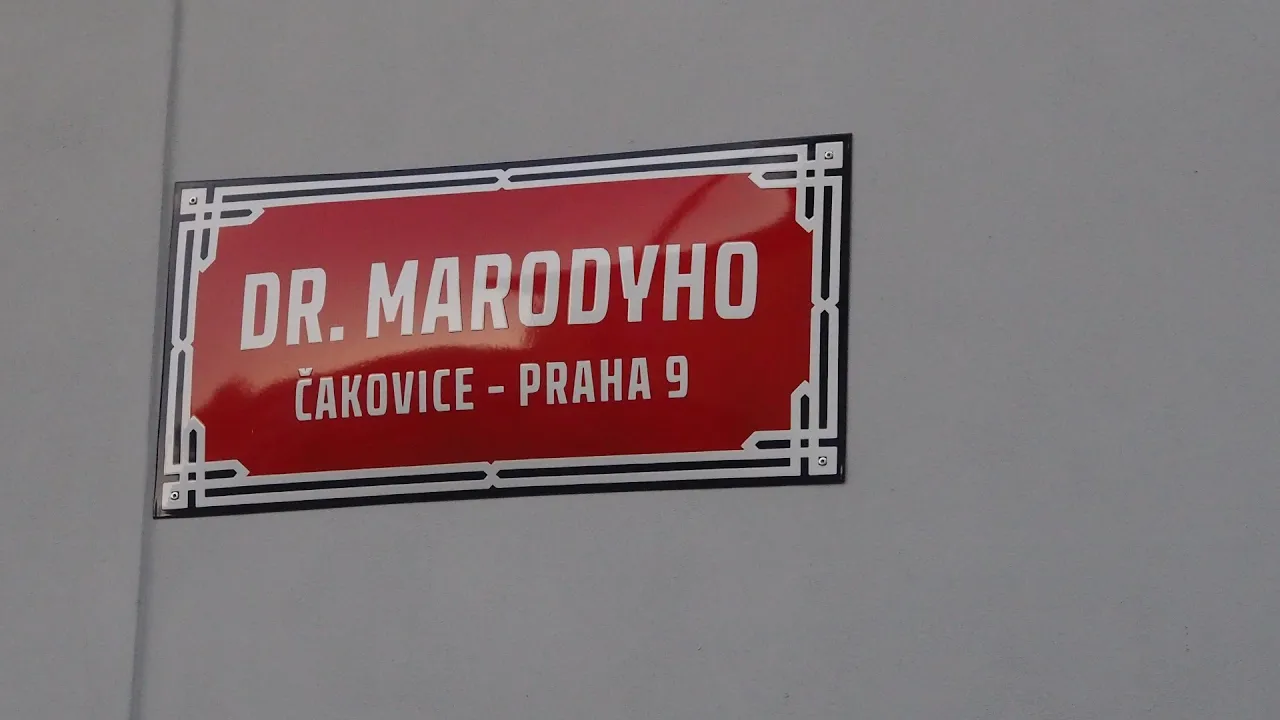 DR. MARODYHO
ČAKOVICE - PRAHA 9